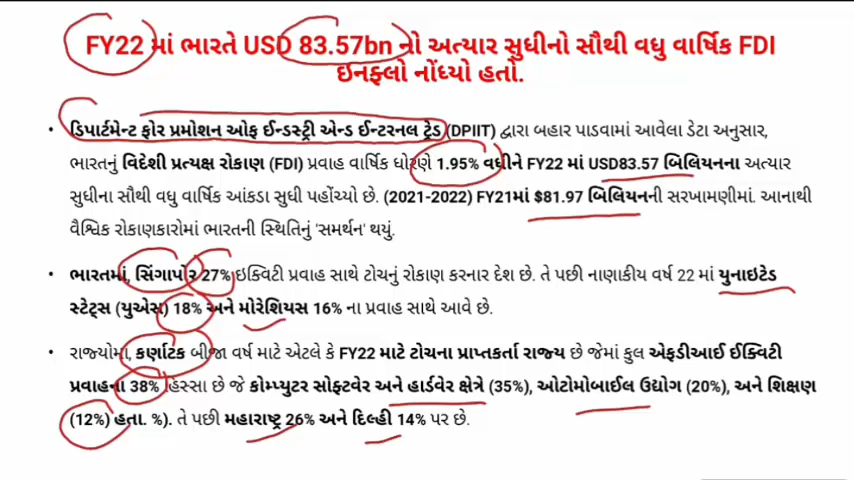 FY22 માં ભારતે USD 83.57bn નો અત્યાર સુધીનો સૌથી વધુ વાર્ષિક FDI
ઇનફ્લો નોંધ્યો હતો.
• ડિપાર્ટમેન્ટ ફોર પ્રમોશન ઓફ ઈન્ડસ્ટ્રી એન્ડ ઈન્ટરનલ ટ્રેડ (DPIIT) દ્વારા બહાર પાડવામાં આવેલા ડેટા અનુસાર,
ભારતનું વિદેશી પ્રત્યક્ષ રોકાણ (FDI) પ્રવાહ વાર્ષિક ધોરણે 1.95% વધીને FY22 માં USD83.57 બિલિયનના અત્યાર
સુધીના સૌથી વધુ વાર્ષિક આંકડા સુધી પહોંચ્યો છે. (2021-2022) FY21માં $81.97 બિલિયનની સરખામણીમાં. આનાથી
વૈશ્વિક રોકાણકારોમાં ભારતની સ્થિતિનું 'સમર્થન' થયું.
• ભારતમાં, સિંગાપોર 27% ઇક્વિટી પ્રવાહ સાથે ટોચનું રોકાણ કરનાર દેશ છે. તે પછી નાણાકીય વર્ષ 22 માં યુનાઇટેડ
સ્ટેટ્સ (યુએસ) 18% અને મોરેશિયસ 16% ના પ્રવાહ સાથે આવે છે.
• રાજ્યોમાં, કર્ણાટક બીજા વર્ષ માટે એટલે કે FY22 માટે ટોચના પ્રાપ્તકર્તા રાજ્ય છે જેમાં કુલ એફડીઆઈ ઈક્વિટી
પ્રવાહના 38% હિસ્સા છે જે કોમ્પ્યુટર સોફ્ટવેર અને હાર્ડવેર ક્ષેત્રે (35%), ઓટોમોબાઈલ ઉદ્યોગ (20%), અને શિક્ષણ
(12%) હતા. %). તે પછી મહારાષ્ટ્ર 26% અને દિલ્હી 14% પર છે.